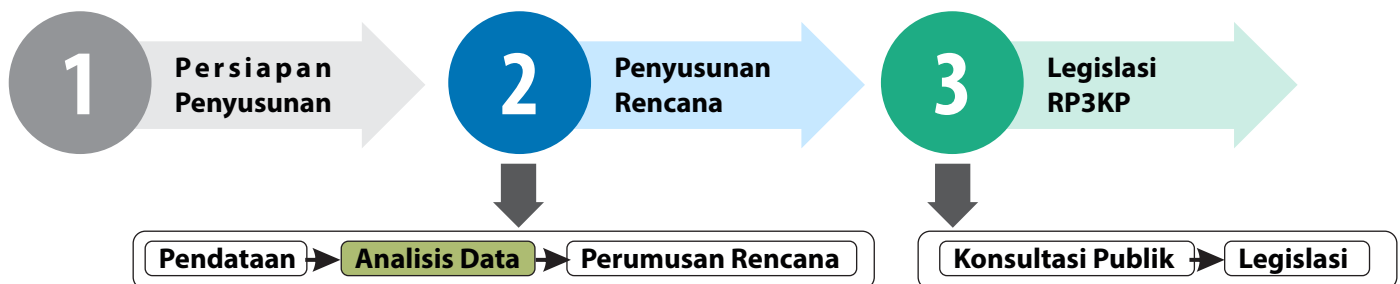 1
Persiapan
Penyusunan
2
Penyusunan
Rencana
3
Legislasi
RP3KP
Pendataan
Analisis Data
Perumusan Rencana
Konsultasi Publik
Legislasi